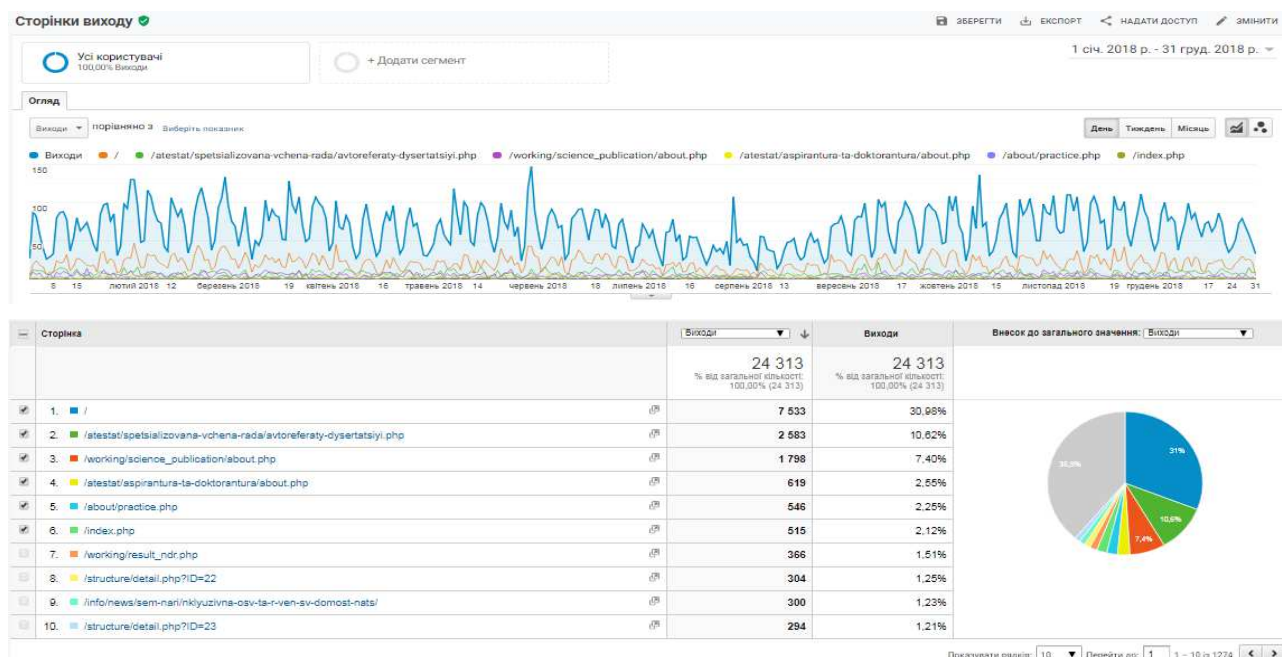 Сторінки виходу
ЗБЕРЕГТИ ЕКСПОРТ НАДАТИ ДОСТУП ЗМІНИТИ
Усі користувачі
100,00% Виходи
+ Додати сегмент
1 січ. 2018 р. - 31 груд. 2018 р.
Огляд
Виходи порівняно з Виберіть показник
День Тиждень Місяць
Виходи / /atestat/spetsializovana-vchena-rada/avtoreferaty-dysertatsiyi.php /working/science_publication/about.php /atestat/aspirantura-ta-doktorantura/about.php /about/practice.php /index.php
150
100
50
8 15 лютий 2018 12 березень 2018 19 квітень 2018 16 травень 2018 14 червень 2018 18 липень 2018 16 серпень 2018 13 вересень 2018 17 жовтень 2018 15 листопад 2018 19 грудень 2018 17 24 31
Сторінка Виходи Виходи Внесок до загального значення: Виходи
24 313 24 313
% від загальної кількості: % від загальної кількості:
100,00% (24 313) 100,00% (24 313)
1. / 7 533 30,98%
2. /atestat/spetsializovana-vchena-rada/avtoreferaty-dysertatsiyi.php 2 583 10,62%
3. /working/science_publication/about.php 1 798 7,40%
4. /atestat/aspirantura-ta-doktorantura/about.php 619 2,55%
5. /about/practice.php 546 2,25%
6. /index.php 515 2,12%
7. /working/result_ndr.php 366 1,51%
8. /structure/detail.php?ID=22 304 1,25%
9. /info/news/sem-nari/nklyuzivna-osv-ta-r-ven-sv-domost-nats/ 300 1,23%
10. /structure/detail.php?ID=23 294 1,21%
31%
10,6%
7,4%
Показувати рядків: 10 Перейти до: 1 1 – 10 із 1274